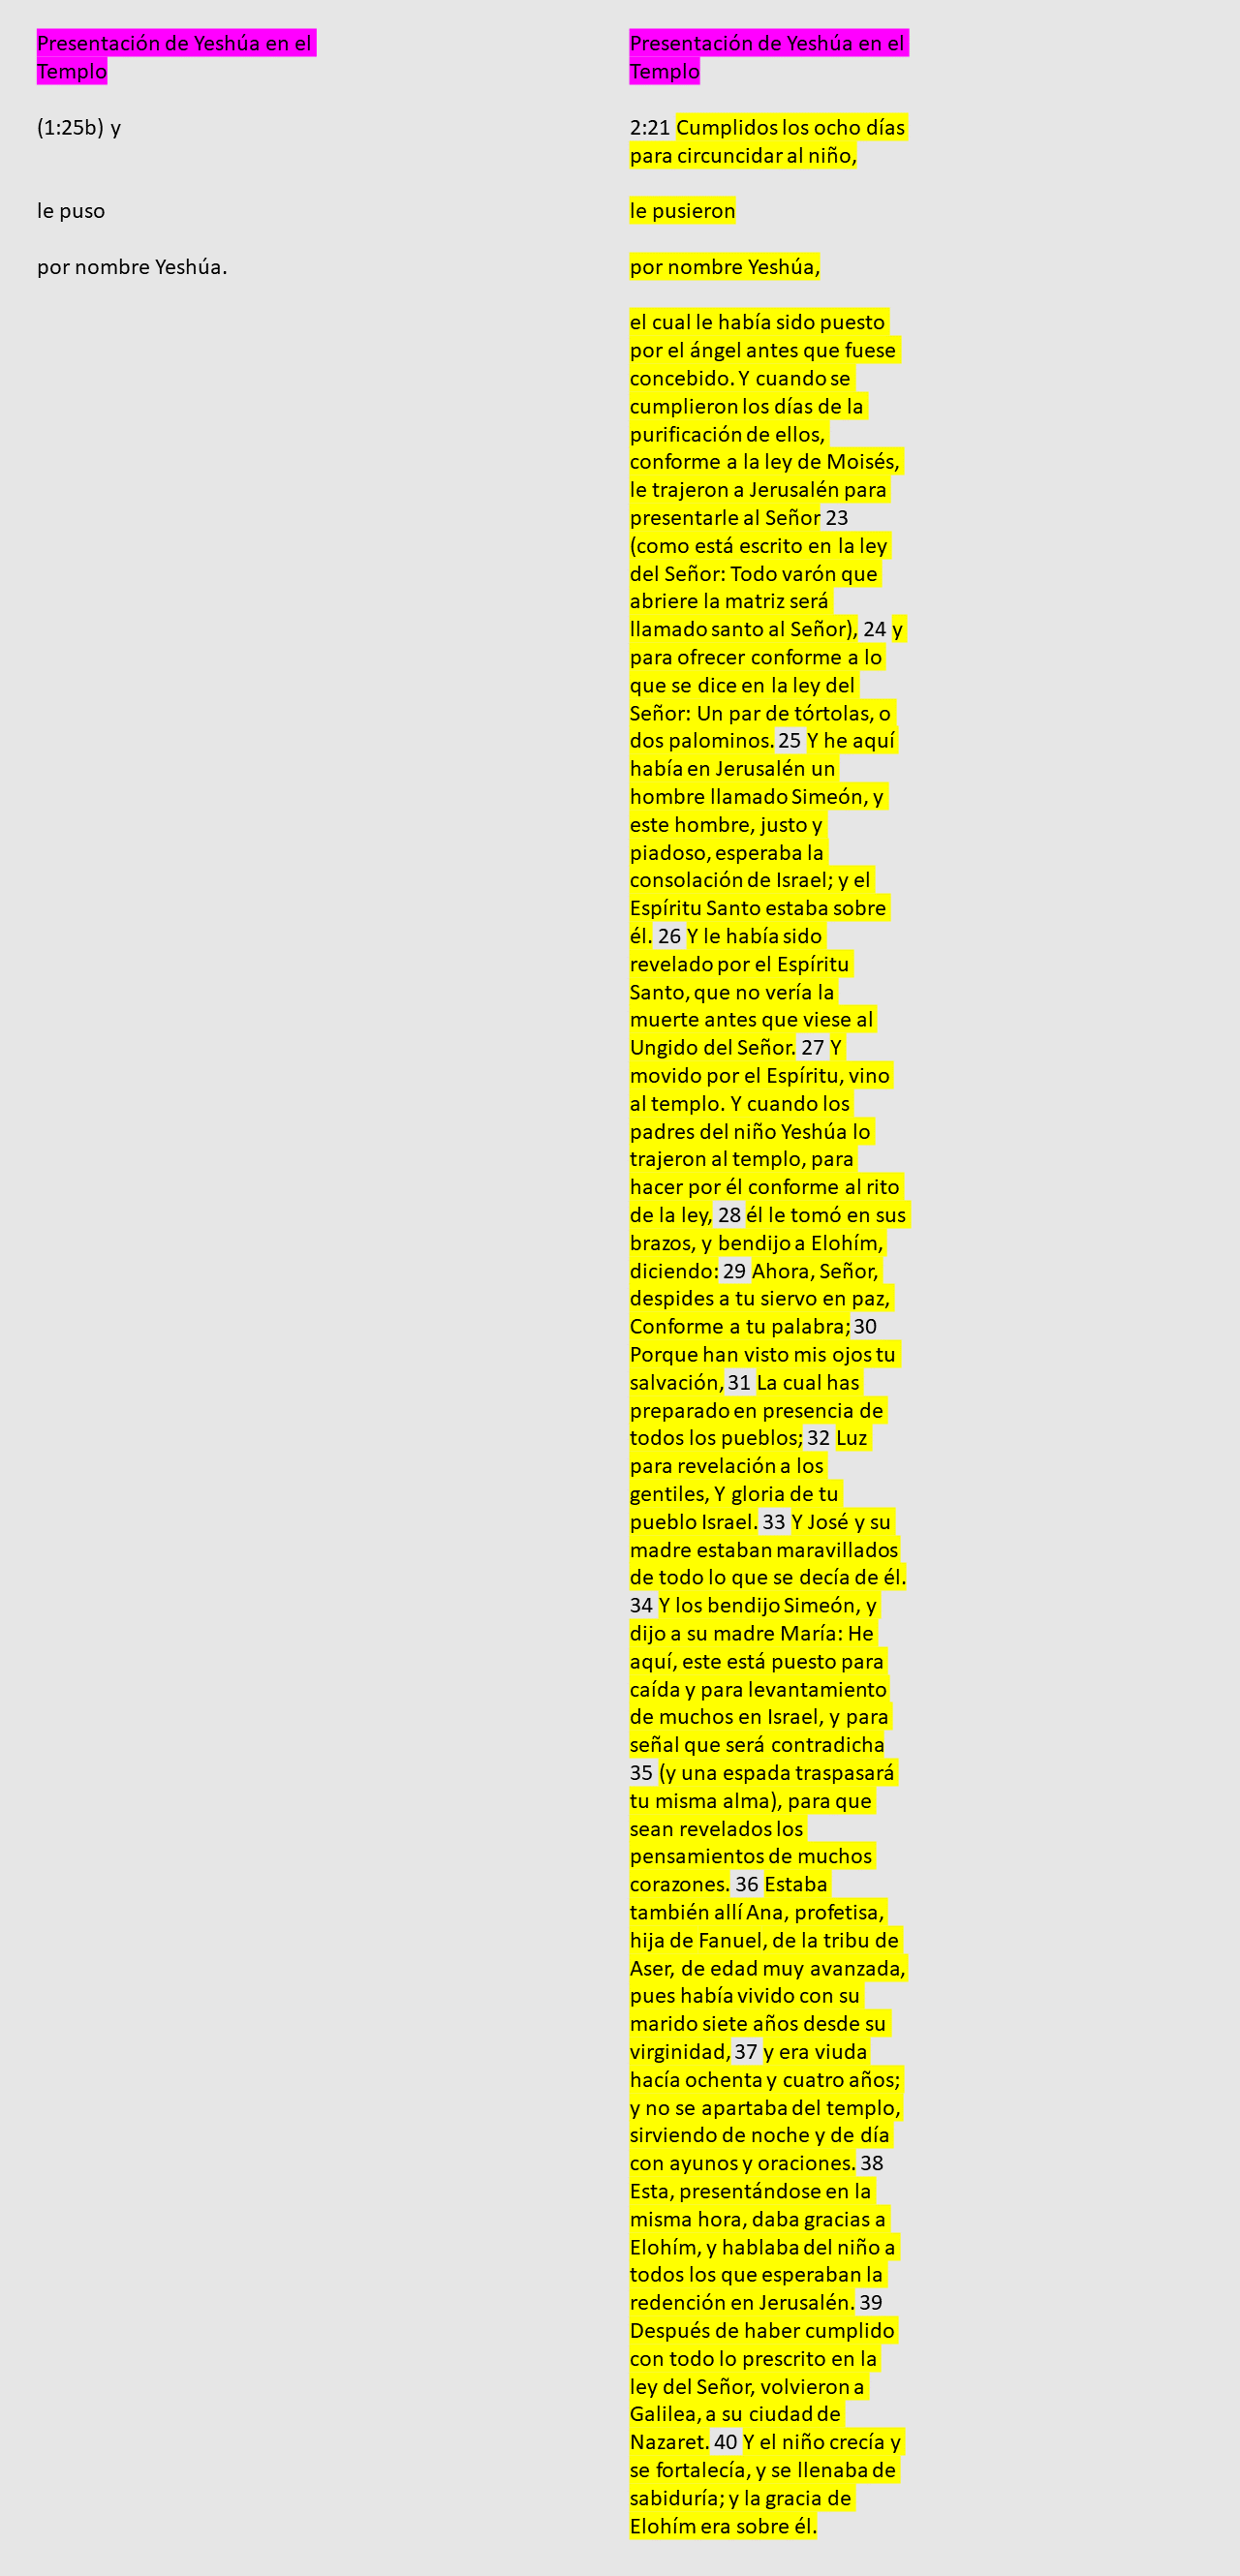 Presentación de Yeshúa en el
Templo
(1:25b) y
le puso
por nombre Yeshúa.
Presentación de Yeshúa en el
Templo
2:21 Cumplidos los ocho días
para circuncidar al niño,
le pusieron
por nombre Yeshúa,
el cual le había sido puesto
por el ángel antes que fuese
concebido. Y cuando se
cumplieron los días de la
purificación de ellos,
conforme a la ley de Moisés,
le trajeron a Jerusalén para
presentarle al Señor 23
(como está escrito en la ley
del Señor: Todo varón que
abriere la matriz será
llamado santo al Señor), 24 y
para ofrecer conforme a lo
que se dice en la ley del
Señor: Un par de tórtolas, o
dos palominos. 25 Y he aquí
había en Jerusalén un
hombre llamado Simeón, y
este hombre, justo y
piadoso, esperaba la
consolación de Israel; y el
Espíritu Santo estaba sobre
él. 26 Y le había sido
revelado por el Espíritu
Santo, que no vería la
muerte antes que viese al
Ungido del Señor. 27 Y
movido por el Espíritu, vino
al templo. Y cuando los
padres del niño Yeshúa lo
trajeron al templo, para
hacer por él conforme al rito
de la ley, 28 él le tomó en sus
brazos, y bendijo a Elohím,
diciendo: 29 Ahora, Señor,
despides a tu siervo en paz,
Conforme a tu palabra; 30
Porque han visto mis ojos tu
salvación, 31 La cual has
preparado en presencia de
todos los pueblos; 32 Luz
para revelación a los
gentiles, Y gloria de tu
pueblo Israel. 33 Y José y su
madre estaban maravillados
de todo lo que se decía de él.
34 Y los bendijo Simeón, y
dijo a su madre María: He
aquí, este está puesto para
caída y para levantamiento
de muchos en Israel, y para
señal que será contradicha
35 (y una espada traspasará
tu misma alma), para que
sean revelados los
pensamientos de muchos
corazones. 36 Estaba
también allí Ana, profetisa,
hija de Fanuel, de la tribu de
Aser, de edad muy avanzada,
pues había vivido con su
marido siete años desde su
virginidad, 37 y era viuda
hacía ochenta y cuatro años;
y no se apartaba del templo,
sirviendo de noche y de día
con ayunos y oraciones. 38
Esta, presentándose en la
misma hora, daba gracias a
Elohím, y hablaba del niño a
todos los que esperaban la
redención en Jerusalén. 39
Después de haber cumplido
con todo lo prescrito en la
ley del Señor, volvieron a
Galilea, a su ciudad de
Nazaret. 40 Y el niño crecía y
se fortalecía, y se llenaba de
sabiduría; y la gracia de
Elohím era sobre él.